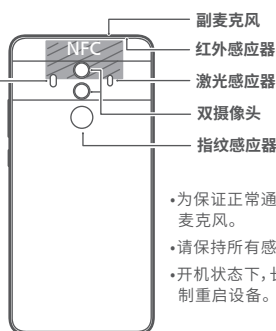 副麦克风
NFC
红外感应器
激光感应器
双摄像头
指纹感应器
•为保证正常通
麦克风。
•请保持所有感
•开机状态下，
制重启设备。